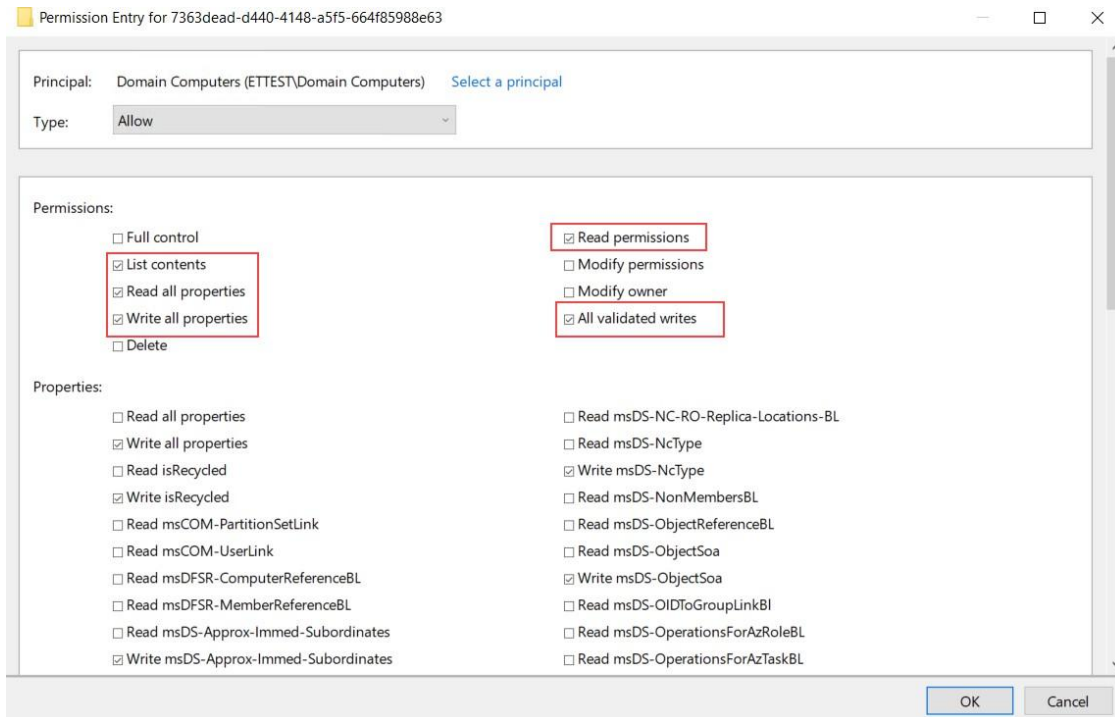 Permission Entry for 7363dead-d440-4148-a5f5-664f85988e63
Principal: Domain Computers (ETTEST\Domain Computers) Select a principal
Type: Allow
Permissions:
Full control
List contents
Read all properties
Write all properties
Delete
Read permissions
Modify permissions
Modify owner
All validated writes
Properties:
Read all properties
Write all properties
Read isRecycled
Write isRecycled
Read msCOM-PartitionSetLink
Read msCOM-UserLink
Read msDFSR-ComputerReferenceBL
Read msDFSR-MemberReferenceBL
Read msDS-Approx-Immed-Subordinates
Write msDS-Approx-Immed-Subordinates
Read msDS-NC-RO-Replica-Locations-BL
Read msDS-NcType
Write msDS-NcType
Read msDS-NonMembersBL
Read msDS-ObjectReferenceBL
Read msDS-ObjectSoa
Write msDS-ObjectSoa
Read msDS-OIDToGroupLinkBl
Read msDS-OperationsForAzRoleBL
Read msDS-OperationsForAzTaskBL
OK Cancel